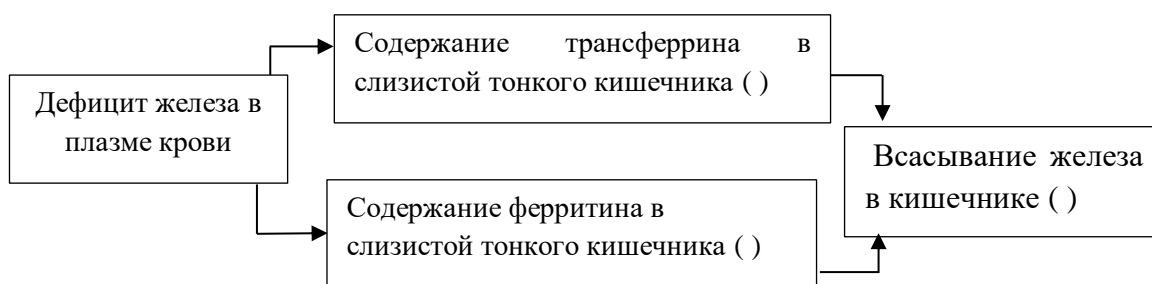 Содержание трансферрина в
слизистой тонкого кишечника ( )
Дефицит железа в
плазме крови
Всасывание железа
в кишечнике ( )
Содержание ферритина в
слизистой тонкого кишечника ( )